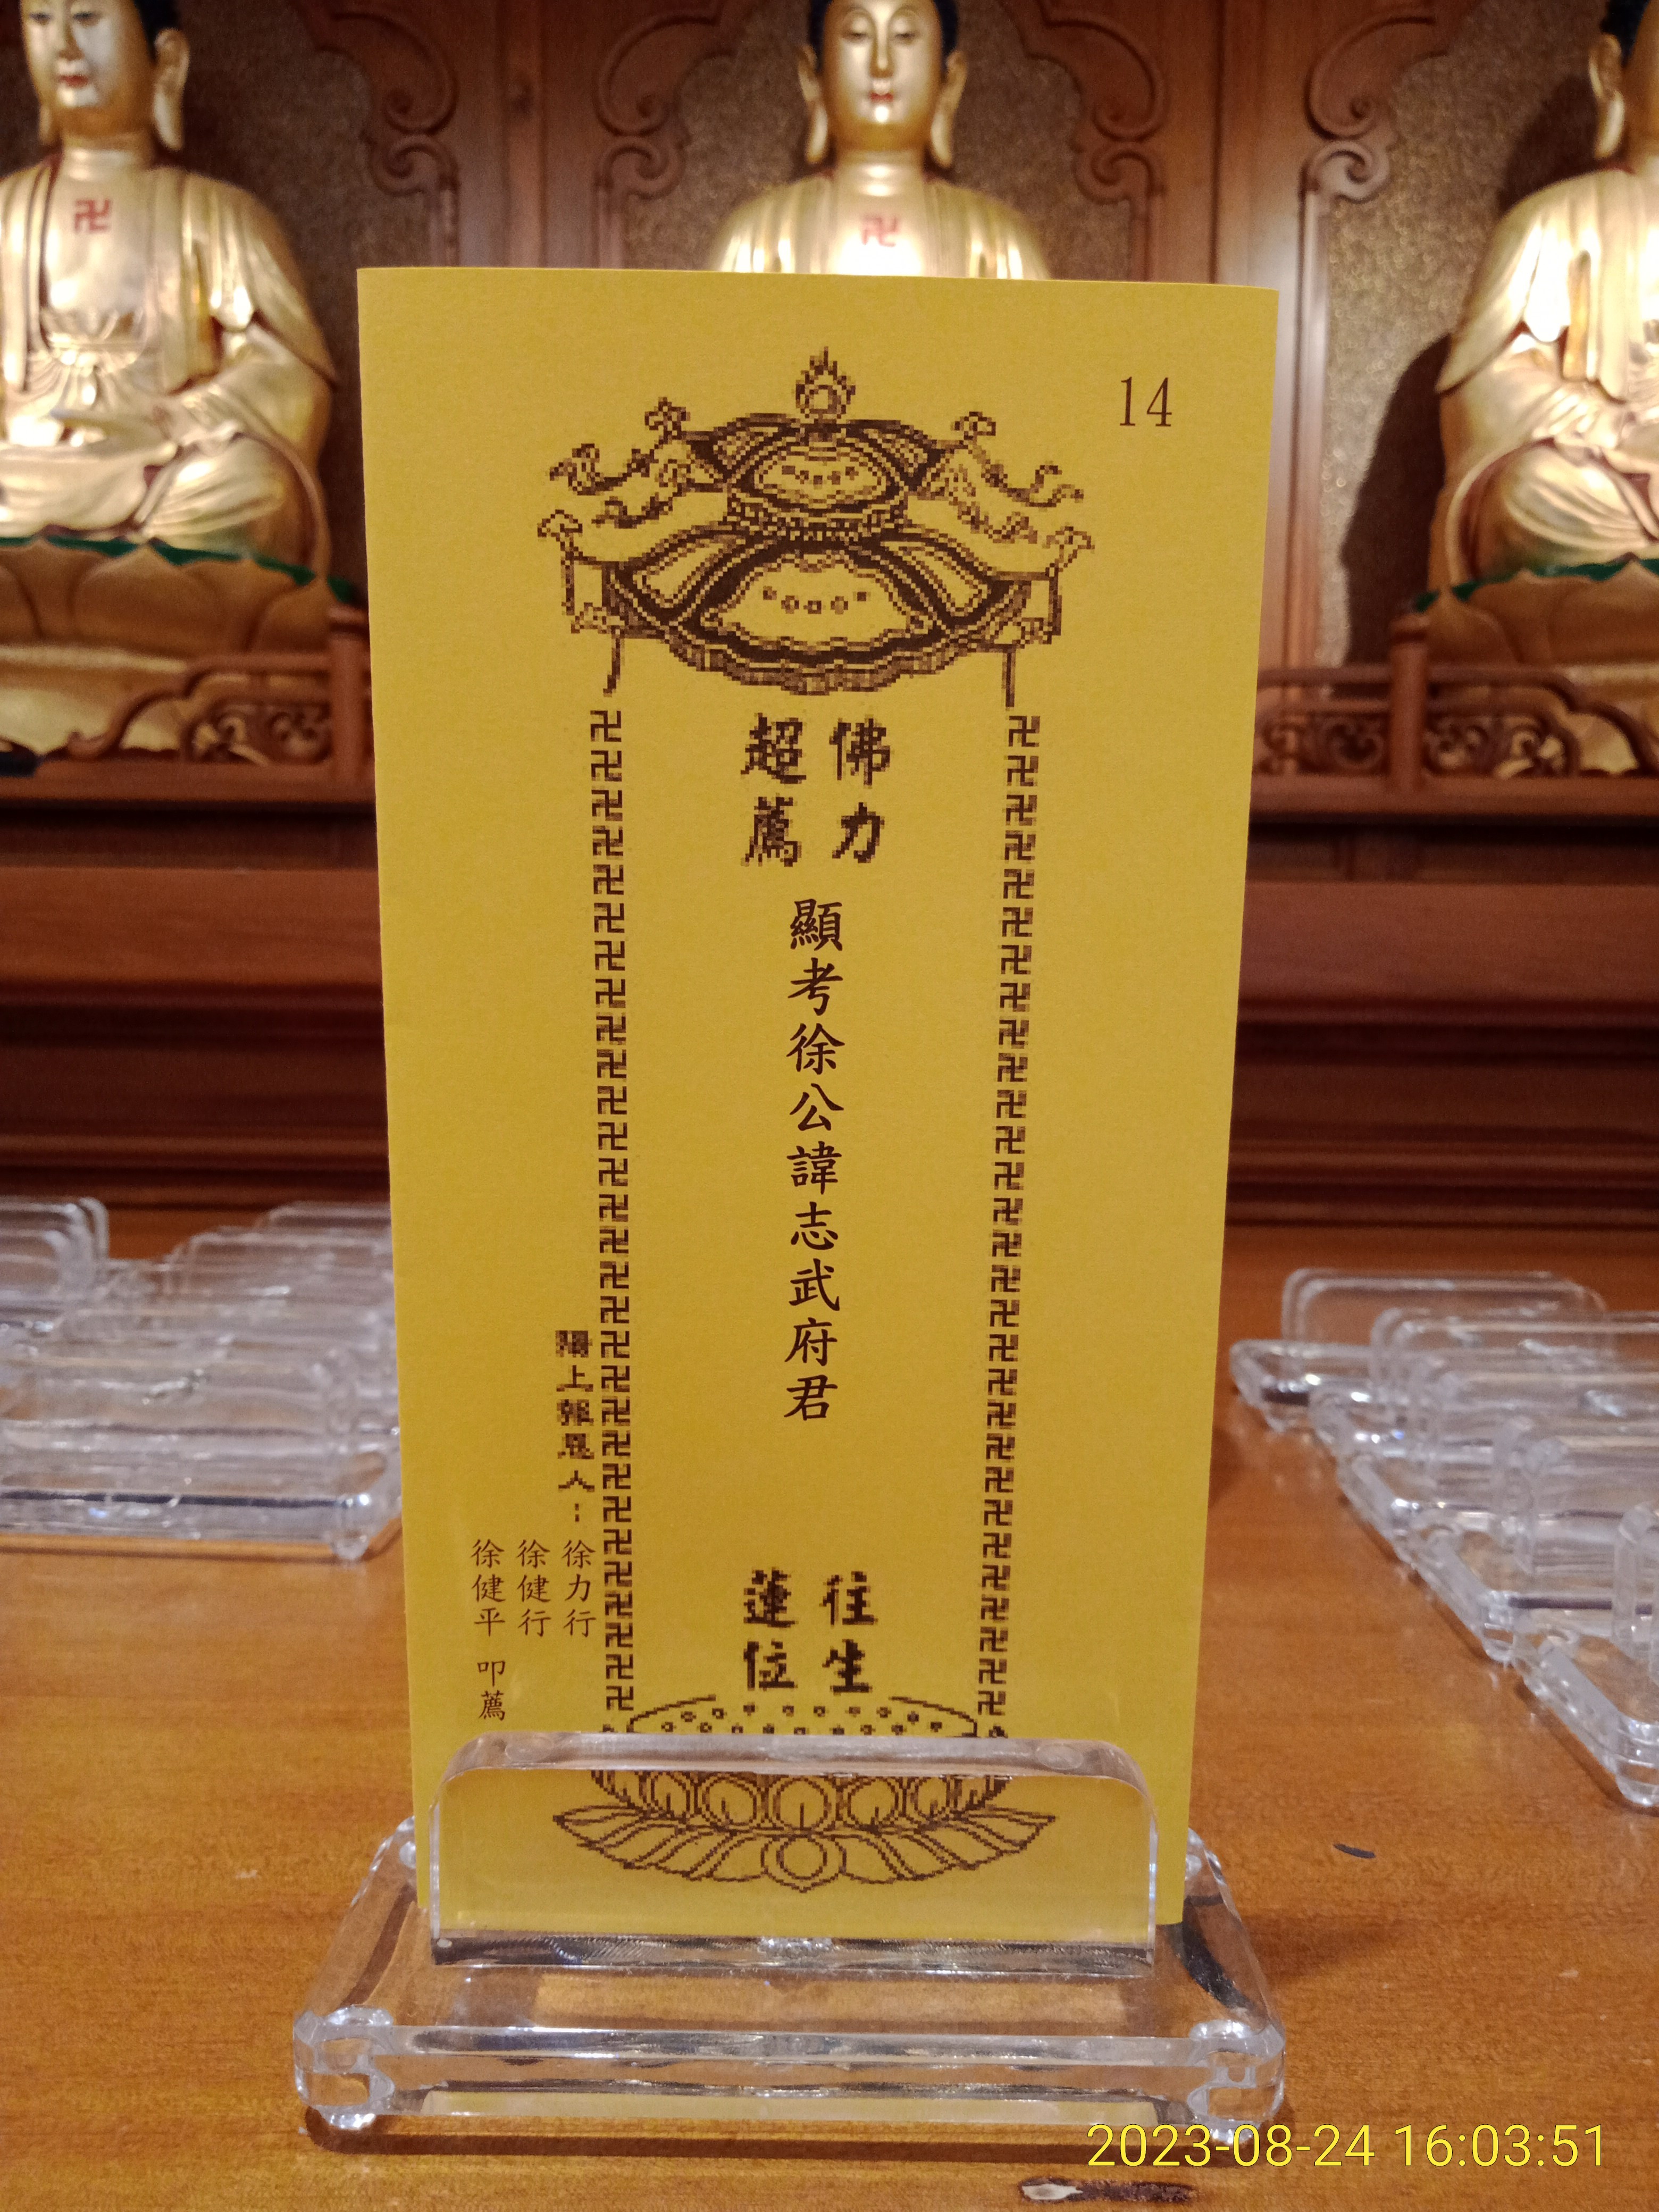 14
佛力
超薦
顯考徐公諱志武府君
往生
蓮位
陽上報恩人：
徐力行
徐健行
徐健平 叩薦
2023-08-24 16:03:51